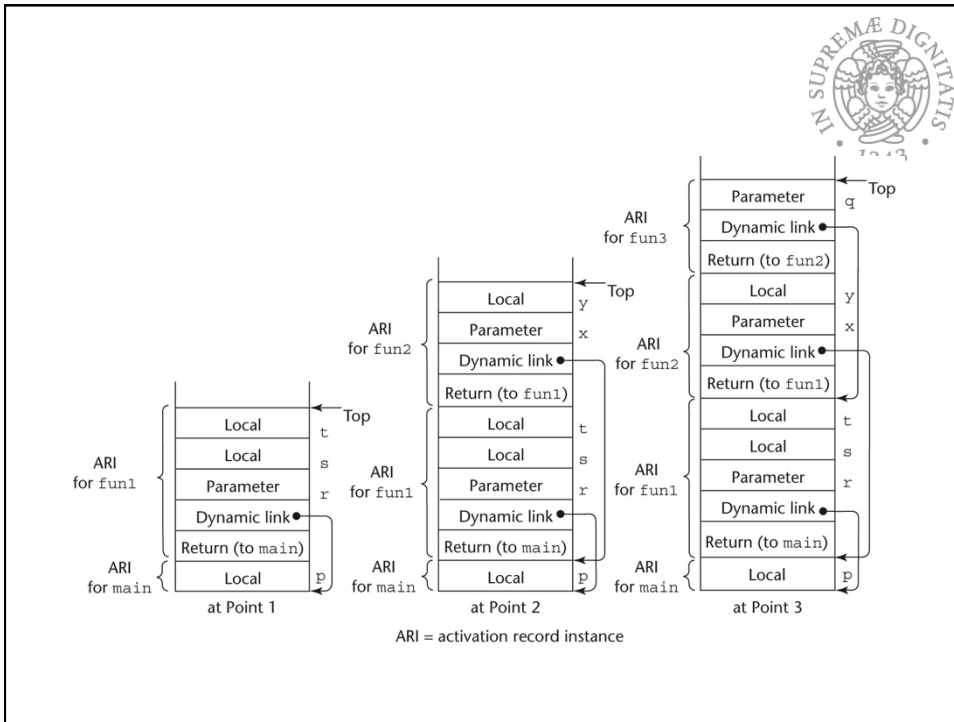 IN SUPREMÆ DIGNITATIS
· 1343 ·
ARI
for fun1
Local
Local
Parameter
Dynamic link
Return (to main)
ARI
for main
Local
Top
t
s
r
p
at Point 1
ARI
for fun2
Local
Parameter
Dynamic link
Return (to fun1)
ARI
for fun1
Local
Local
Parameter
Dynamic link
Return (to main)
ARI
for main
Local
Top
y
x
t
s
r
p
at Point 2
ARI
for fun3
Parameter
Dynamic link
Return (to fun2)
ARI
for fun2
Local
Parameter
Dynamic link
Return (to fun1)
ARI
for fun1
Local
Local
Parameter
Dynamic link
Return (to main)
ARI
for main
Local
Top
q
y
x
t
s
r
p
at Point 3
ARI = activation record instance